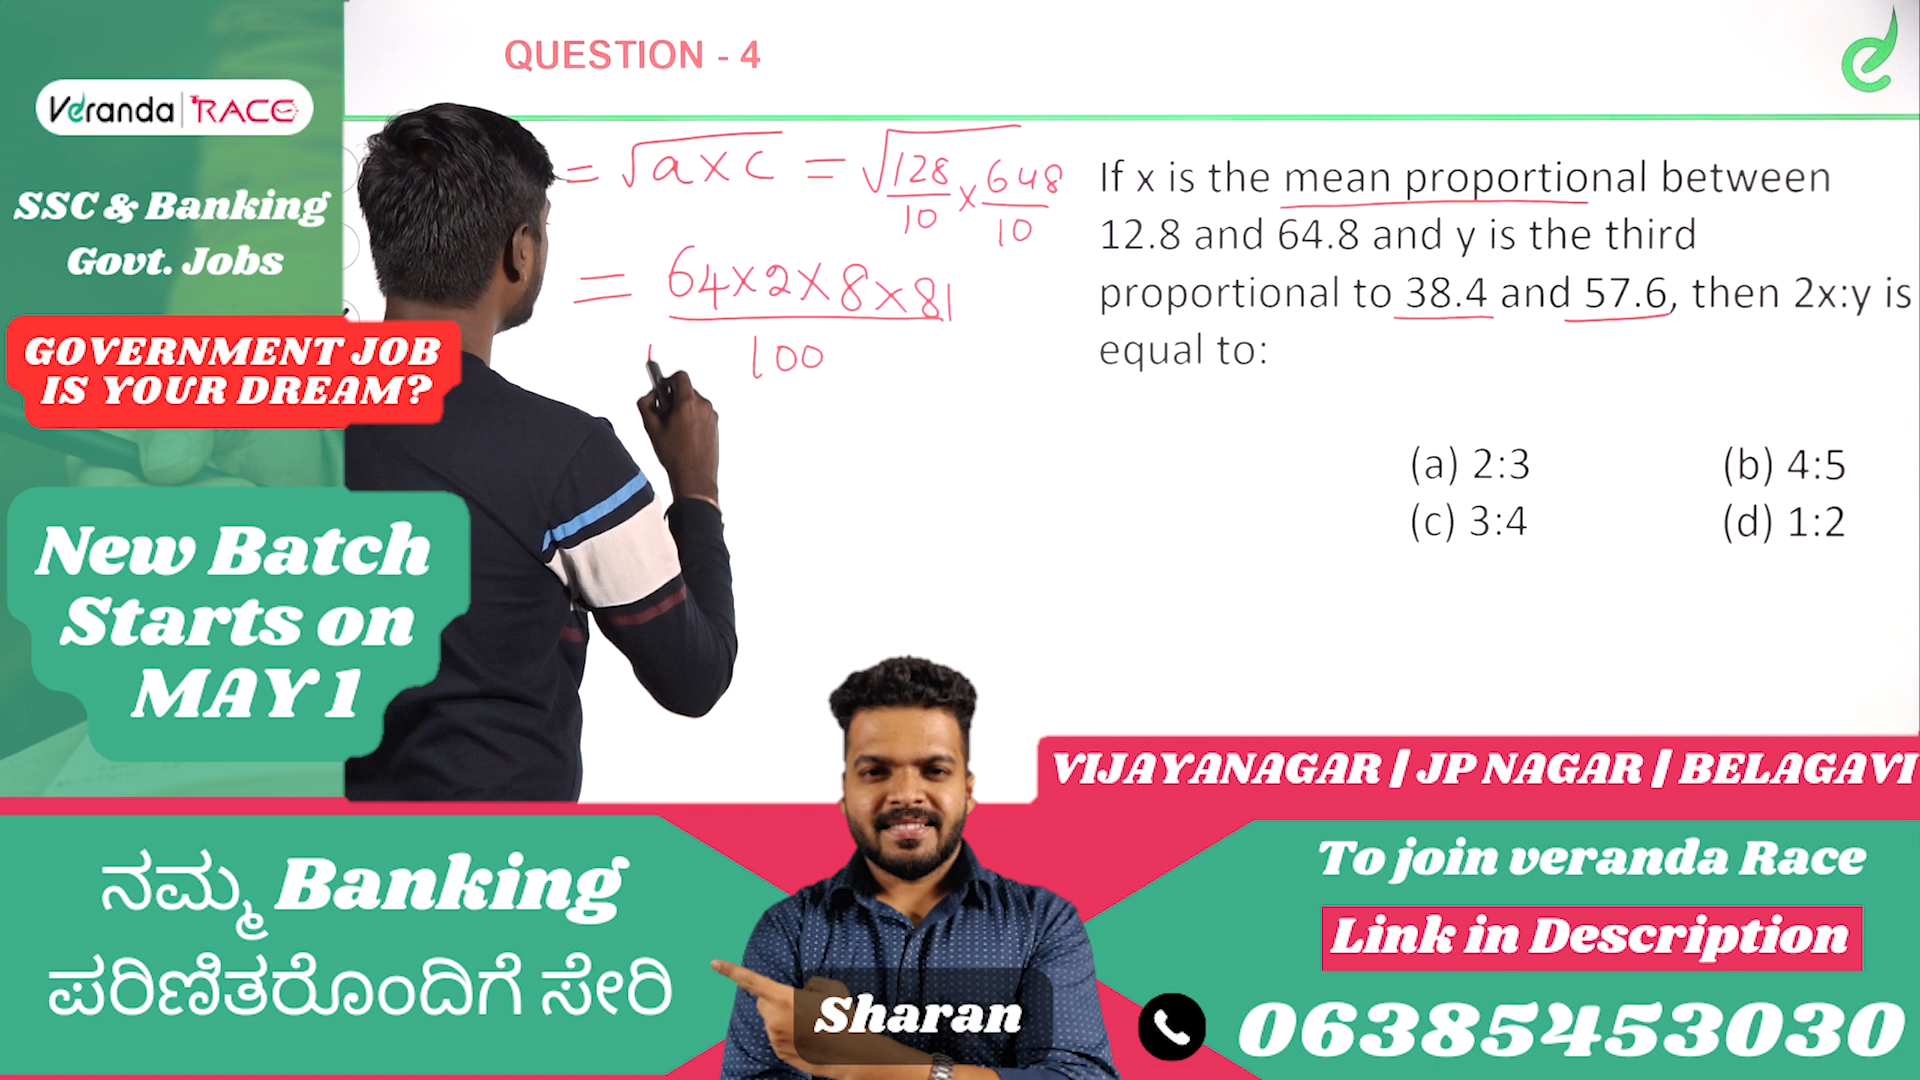 QUESTION - 4
Veranda RACE
SSC & Banking
Govt. Jobs
GOVERNMENT JOB
IS YOUR DREAM?
New Batch
Starts on
MAY 1
= √a×c = √128/10 × 648/10
= 64×2×8×81
100
If x is the mean proportional between
12.8 and 64.8 and y is the third
proportional to 38.4 and 57.6, then 2x:y is
equal to:
(a) 2:3 (b) 4:5
(c) 3:4 (d) 1:2
VIJAYANAGAR | JP NAGAR | BELAGAVI
ನಮ್ಮ Banking
ಪರಿಣಿತರೊಂದಿಗೆ ಸೇರಿ
Sharan
To join veranda Race
Link in Description
06385453030